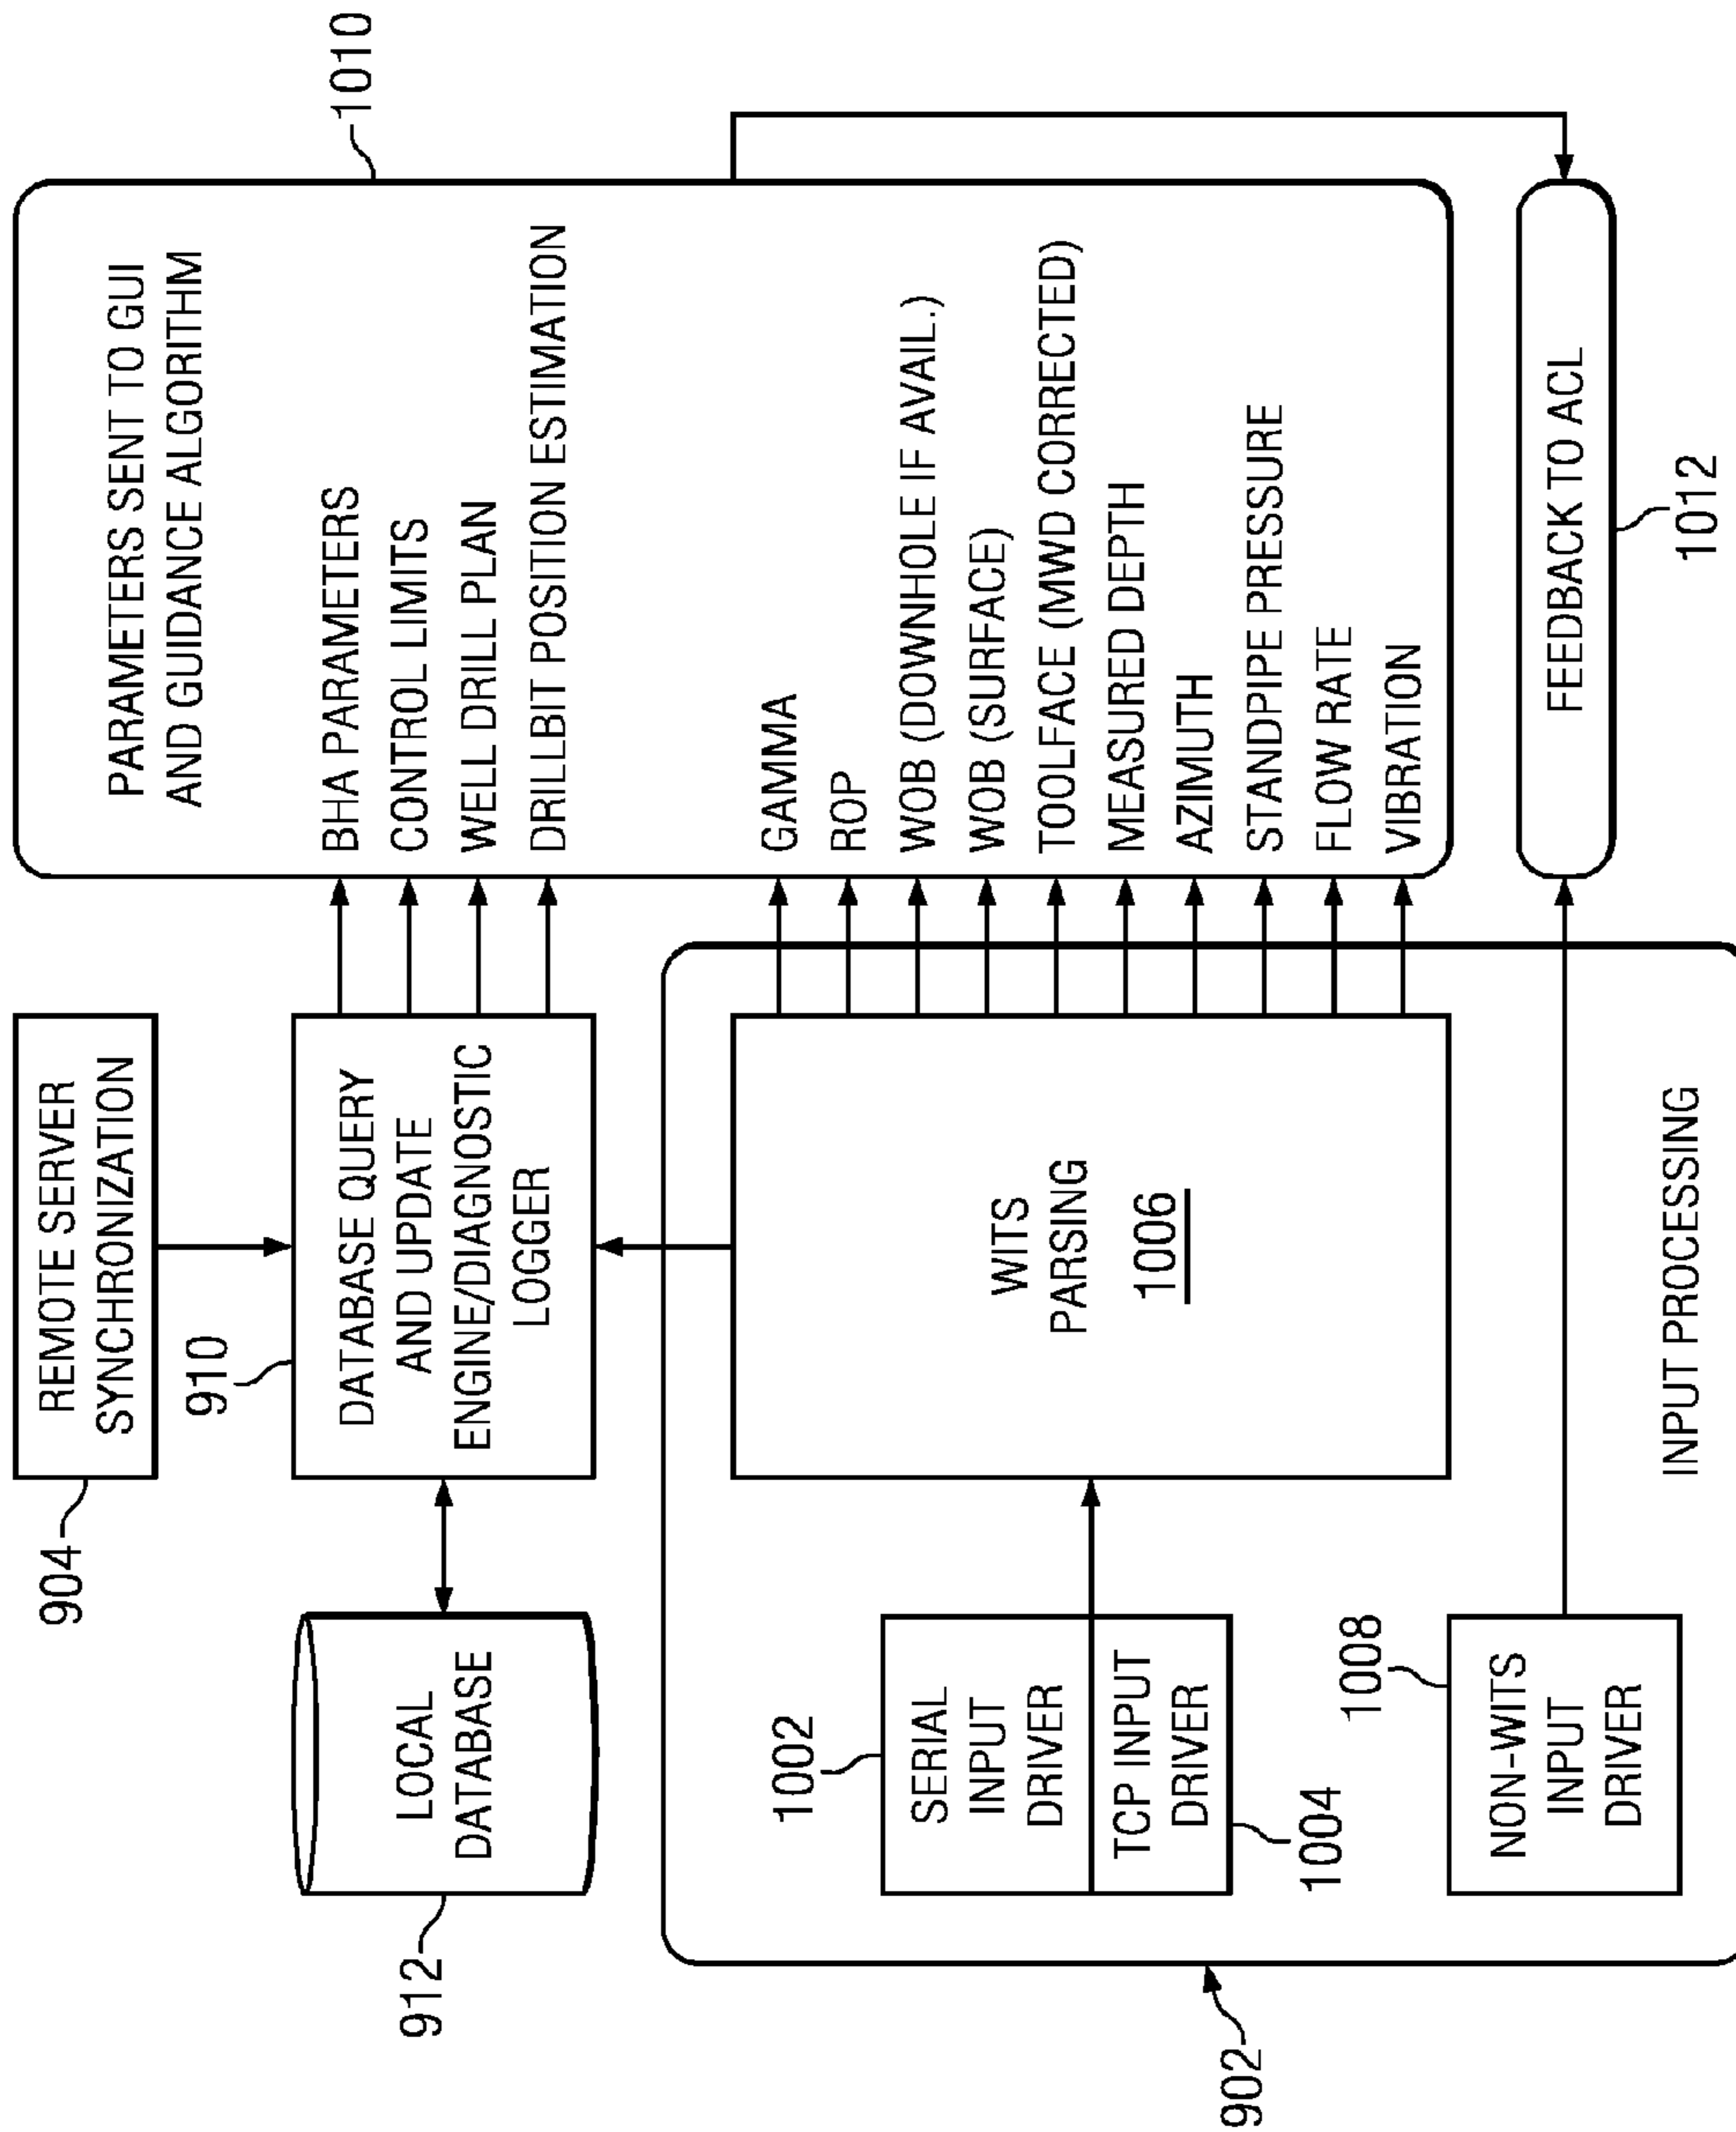 904
REMOTE SERVER
SYNCHRONIZATION
912
LOCAL
DATABASE
910
DATABASE QUERY
AND UPDATE
ENGINE/DIAGNOSTIC
LOGGER
PARAMETERS SENT TO GUI
AND GUIDANCE ALGORITHM
BHA PARAMETERS
CONTROL LIMITS
WELL DRILL PLAN
DRILLBIT POSITION ESTIMATION
GAMMA
ROP
WOB (DOWNHOLE IF AVAIL.)
WOB (SURFACE)
TOOLFACE (MWD CORRECTED)
MEASURED DEPTH
AZIMUTH
STANDPIPE PRESSURE
FLOW RATE
VIBRATION
1010
902
1002
SERIAL
INPUT
DRIVER
TCP INPUT
DRIVER
1004
WITS
PARSING
1006
1008
NON-WITS
INPUT
DRIVER
INPUT PROCESSING
FEEDBACK TO ACL
1012